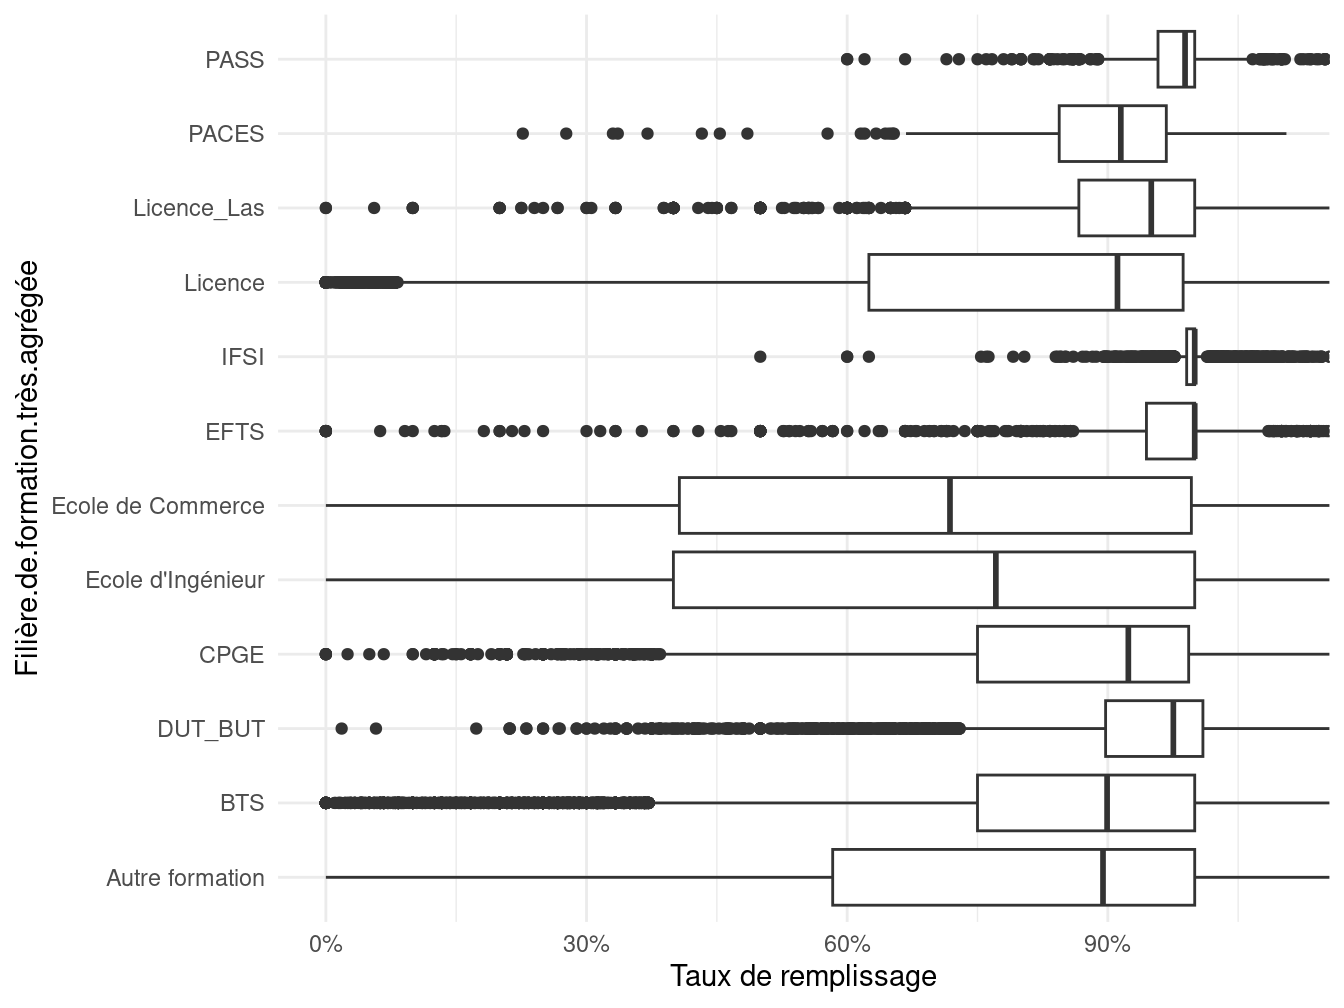 PASS
PACES
Licence_Las
Licence
IFSI
EFTS
Ecole de Commerce
Ecole d'Ingénieur
CPGE
DUT_BUT
BTS
Autre formation
Filière.de.formation.très.agrégée
0% 30% 60% 90%
Taux de remplissage